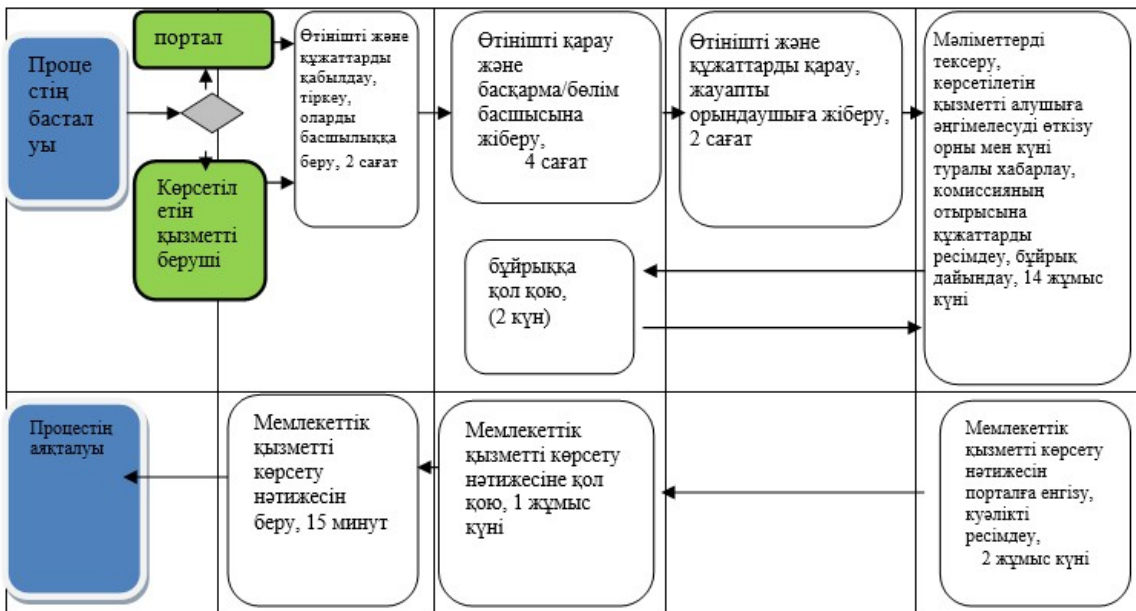 Проце
стің
бастал
уы
портал
Көрсетіл
етін
қызметті
беруші
Өтінішті және
құжаттарды
қабылдау,
тіркеу,
оларды
басшылыққа
беру, 2 сағат
Өтінішті қарау
және
басқарма/бөлім
басшысына
жіберу,
4 сағат
Өтінішті және
құжаттарды қарау,
жауапты
орындаушыға жіберу,
2 сағат
Мәліметтерді
тексеру,
көрсетілетін
қызметті алушыға
әңгімелесуді өткізу
орны мен күні
туралы хабарлау,
комиссияның
отырысына
құжаттарды
ресімдеу, бұйрық
дайындау, 14 жұмыс
күні
бұйрыққа
қол қою,
(2 күн)
Процестің
аяқталуы
Мемлекеттік
қызметті
көрсету
нәтижесін
беру, 15 минут
Мемлекеттік
қызметті көрсету
нәтижесіне қол
қою, 1 жұмыс
күні
Мемлекеттік
қызметті көрсету
нәтижесін
порталға енгізу,
куәлікті
ресімдеу,
2 жұмыс күні